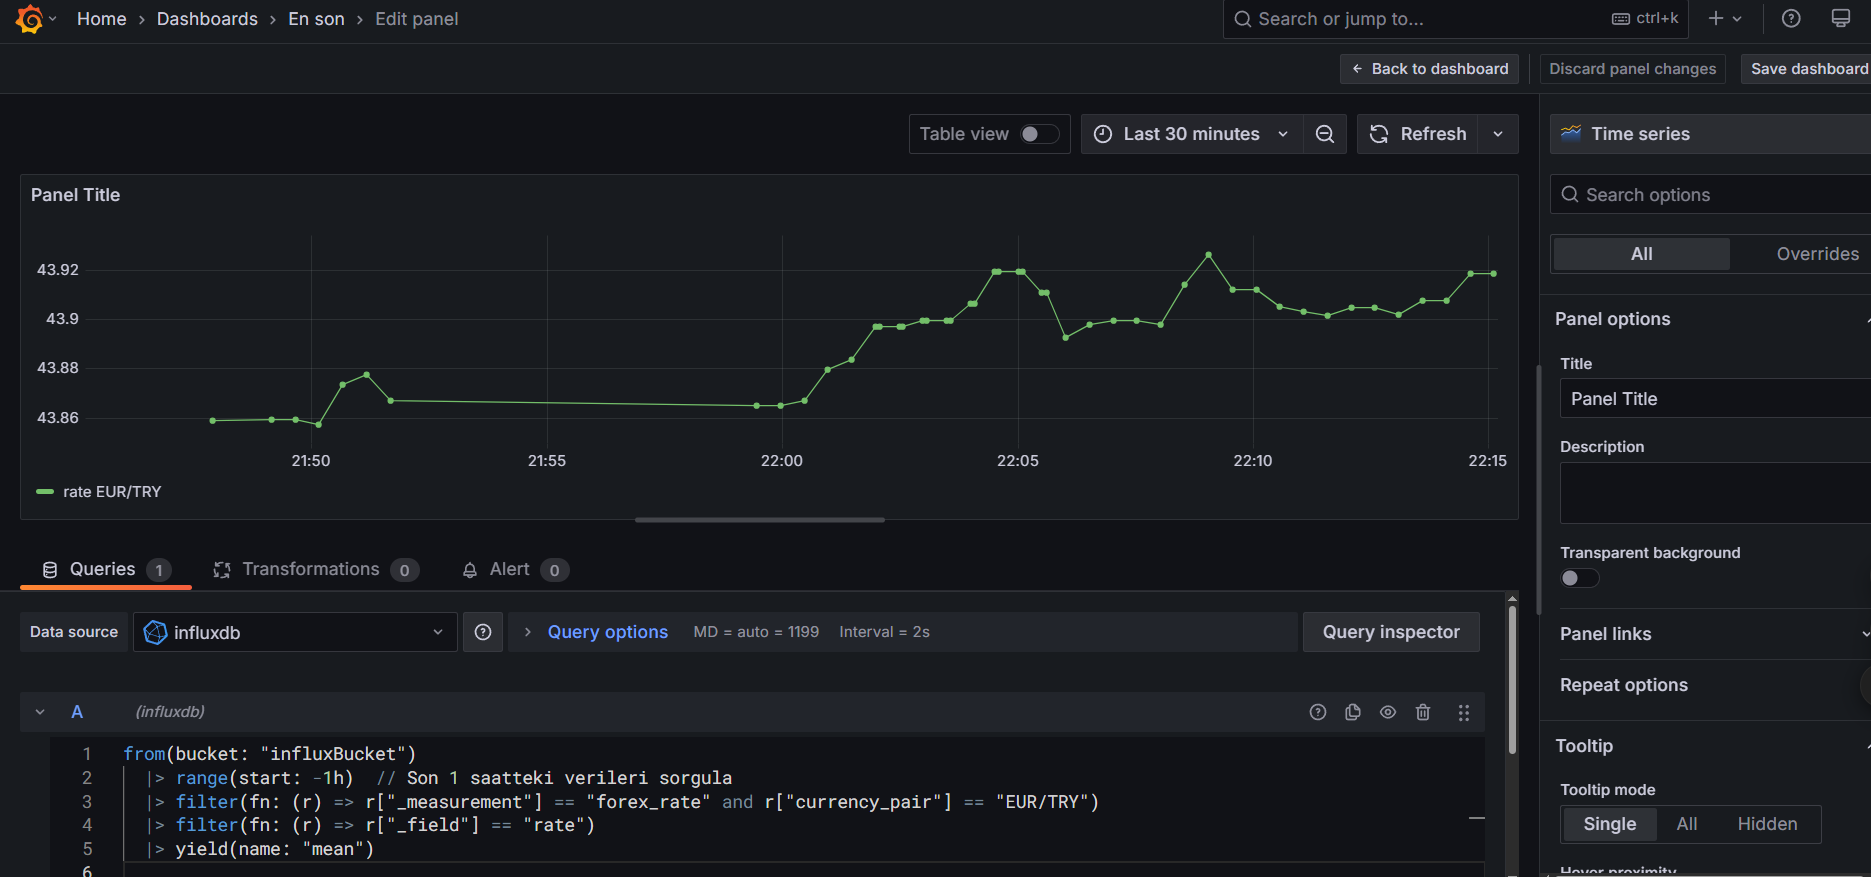 Home › Dashboards › En son › Edit panel
Search or jump to... ctrl+k
Back to dashboard Discard panel changes Save dashboard
Table view Last 30 minutes Refresh
Time series
Panel Title
Search options
All Overrides
43.92
43.9
43.88
43.86
21:50 21:55 22:00 22:05 22:10 22:15
rate EUR/TRY
Panel options
Title
Panel Title
Description
Transparent background
Panel links
Repeat options
Tooltip
Tooltip mode
Single All Hidden
Hover proximity
Queries 1 Transformations 0 Alert 0
Data source influxdb Query options MD = auto = 1199 Interval = 2s Query inspector
A (influxdb)
1 from(bucket: "influxBucket")
2 |> range(start: -1h) // Son 1 saatteki verileri sorgula
3 |> filter(fn: (r) => r["_measurement"] == "forex_rate" and r["currency_pair"] == "EUR/TRY")
4 |> filter(fn: (r) => r["_field"] == "rate")
5 |> yield(name: "mean")
6